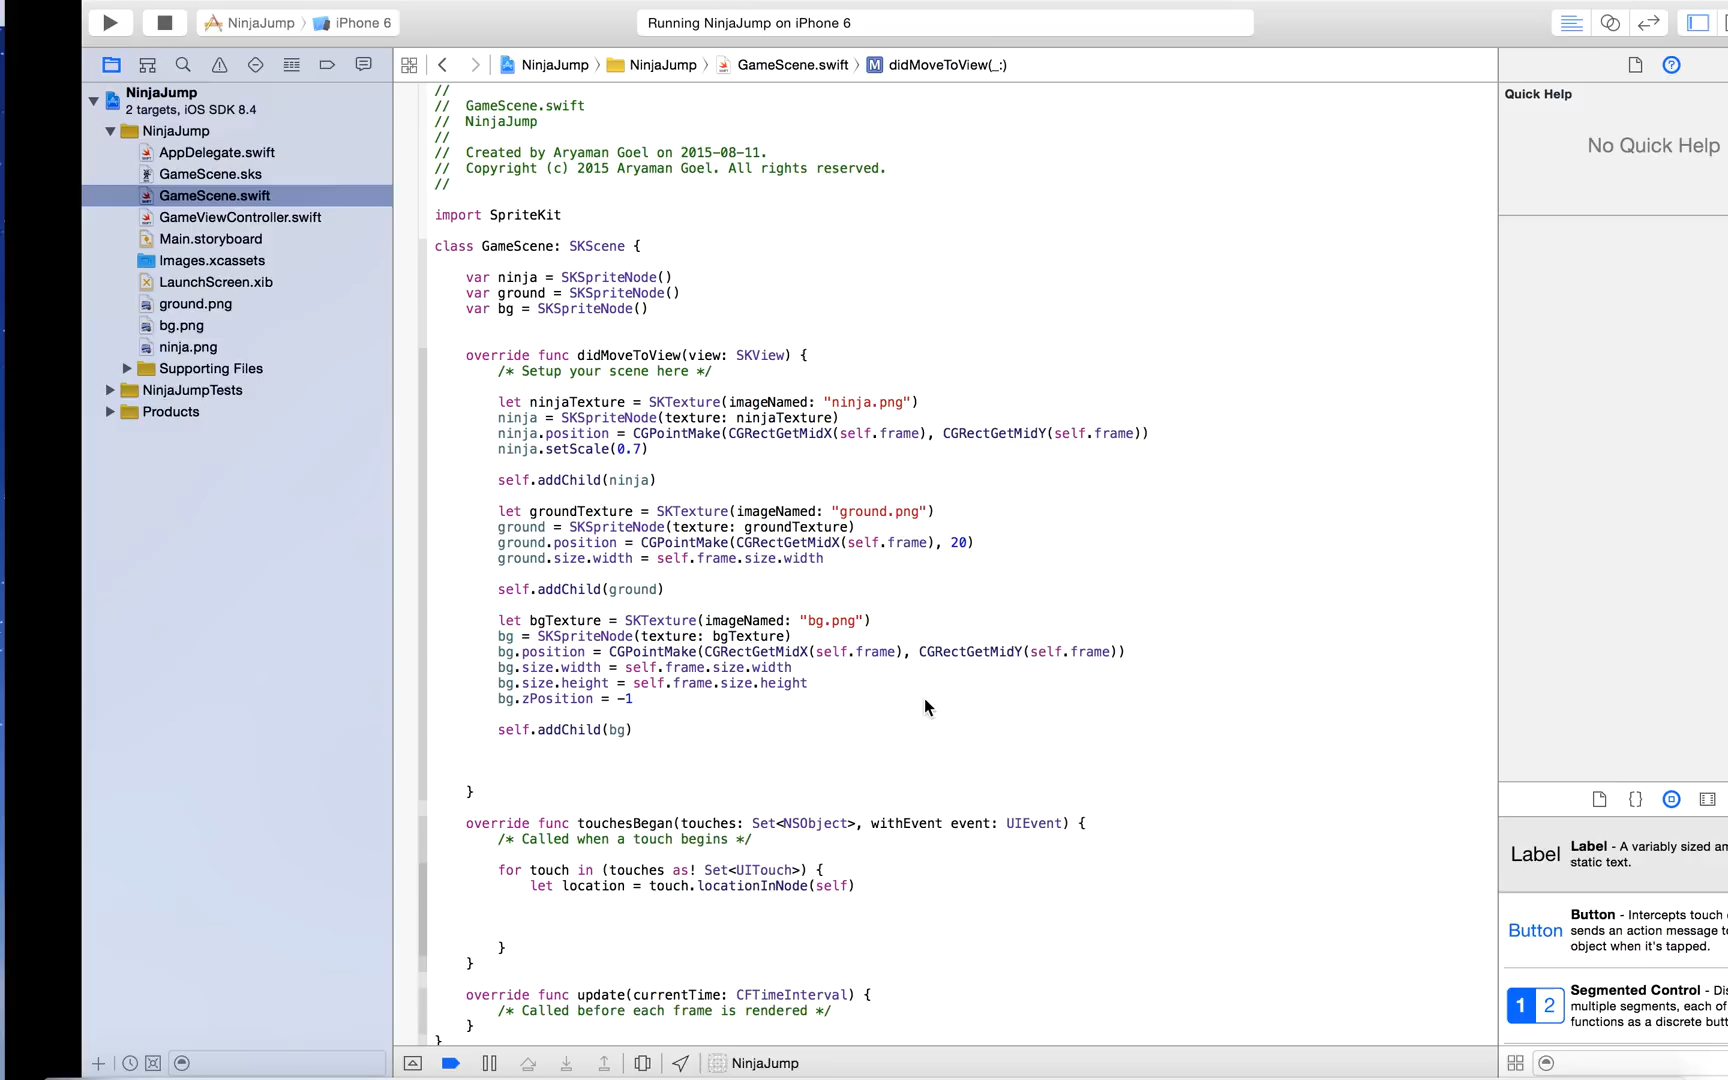 NinjaJump
iPhone 6
Running NinjaJump on iPhone 6
NinjaJump
NinjaJump
GameScene.swift
didMoveToView(_:)
NinjaJump
2 targets, iOS SDK 8.4
NinjaJump
AppDelegate.swift
GameScene.sks
GameScene.swift
GameViewController.swift
Main.storyboard
Images.xcassets
LaunchScreen.xib
ground.png
bg.png
ninja.png
Supporting Files
NinjaJumpTests
Products
//
//  GameScene.swift
//  NinjaJump
//
//  Created by Aryaman Goel on 2015-08-11.
//  Copyright (c) 2015 Aryaman Goel. All rights reserved.
//
import SpriteKit
class GameScene: SKScene {
var ninja = SKSpriteNode()
var ground = SKSpriteNode()
var bg = SKSpriteNode()
override func didMoveToView(view: SKView) {
/* Setup your scene here */
let ninjaTexture = SKTexture(imageNamed: "ninja.png")
ninja = SKSpriteNode(texture: ninjaTexture)
ninja.position = CGPointMake(CGRectGetMidX(self.frame), CGRectGetMidY(self.frame))
ninja.setScale(0.7)
self.addChild(ninja)
let groundTexture = SKTexture(imageNamed: "ground.png")
ground = SKSpriteNode(texture: groundTexture)
ground.position = CGPointMake(CGRectGetMidX(self.frame), 20)
ground.size.width = self.frame.size.width
self.addChild(ground)
let bgTexture = SKTexture(imageNamed: "bg.png")
bg = SKSpriteNode(texture: bgTexture)
bg.position = CGPointMake(CGRectGetMidX(self.frame), CGRectGetMidY(self.frame))
bg.size.width = self.frame.size.width
bg.size.height = self.frame.size.height
bg.zPosition = -1
self.addChild(bg)
}
override func touchesBegan(touches: Set<NSObject>, withEvent event: UIEvent) {
/* Called when a touch begins */
for touch in (touches as! Set<UITouch>) {
let location = touch.locationInNode(self)
}
}
override func update(currentTime: CFTimeInterval) {
/* Called before each frame is rendered */
}
}
NinjaJump
Quick Help
No Quick Help
Label
Label - A variably sized am
static text.
Button
Button - Intercepts touch
sends an action message to
object when it's tapped.
1 2
Segmented Control - Dis
multiple segments, each of
functions as a discrete butt